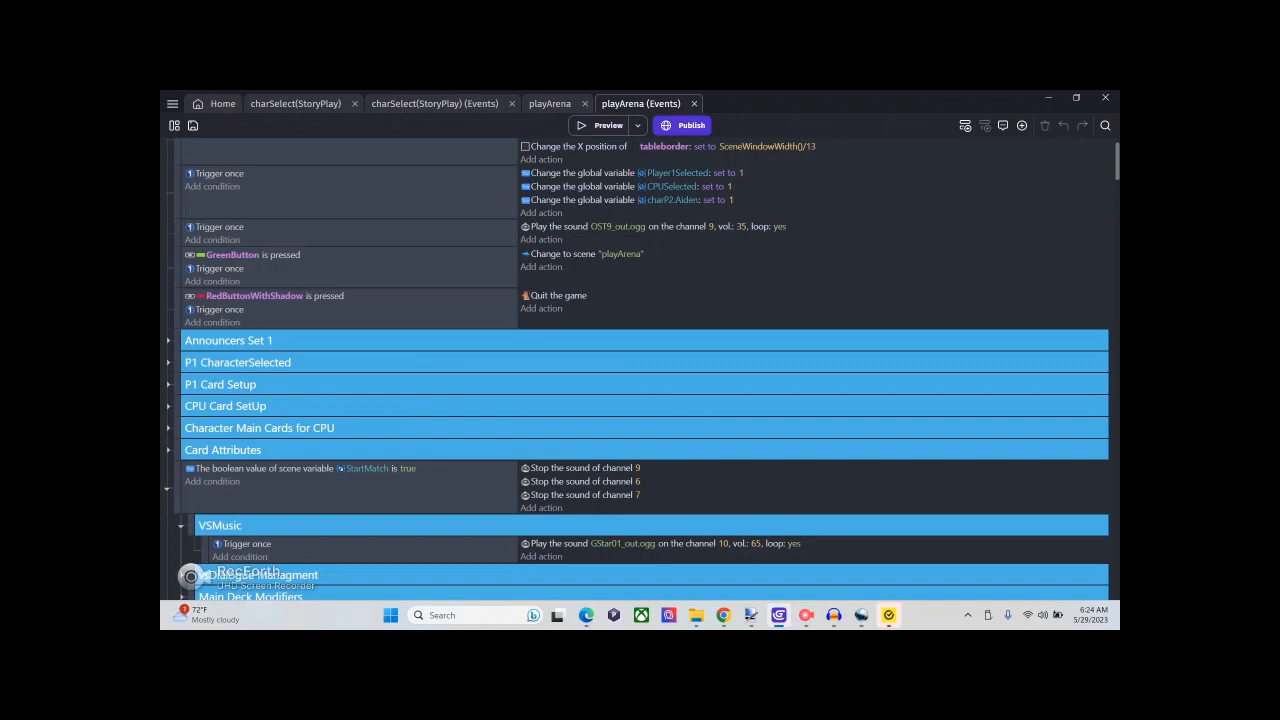 Home charSelect(StoryPlay) charSelect(StoryPlay) (Events) playArena playArena (Events)
Preview Publish
Change the X position of tableborder: set to SceneWindowWidth()/13
Add action
Trigger once Change the global variable Player1Selected: set to 1
Add condition Change the global variable CPUSelected: set to 1
Change the global variable charP2.Aiden: set to 1
Add action
Trigger once Play the sound OST9_out.ogg on the channel 9, vol.: 35, loop: yes
Add condition Add action
GreenButton is pressed Change to scene "playArena"
Trigger once Add action
Add condition
RedButtonWithShadow is pressed Quit the game
Trigger once Add action
Add condition
Announcers Set 1
P1 CharacterSelected
P1 Card Setup
CPU Card SetUp
Character Main Cards for CPU
Card Attributes
The boolean value of scene variable StartMatch is true Stop the sound of channel 9
Add condition Stop the sound of channel 6
Stop the sound of channel 7
Add action
VSMusic
Trigger once Play the sound GStar01_out.ogg on the channel 10, vol.: 65, loop: yes
Add condition Add action
RecForth
vsDialogue Managment
UHD Screen Recorder
Main Deck Modifiers
1 72°F
Mostly cloudy
Search
6:24 AM
5/29/2023